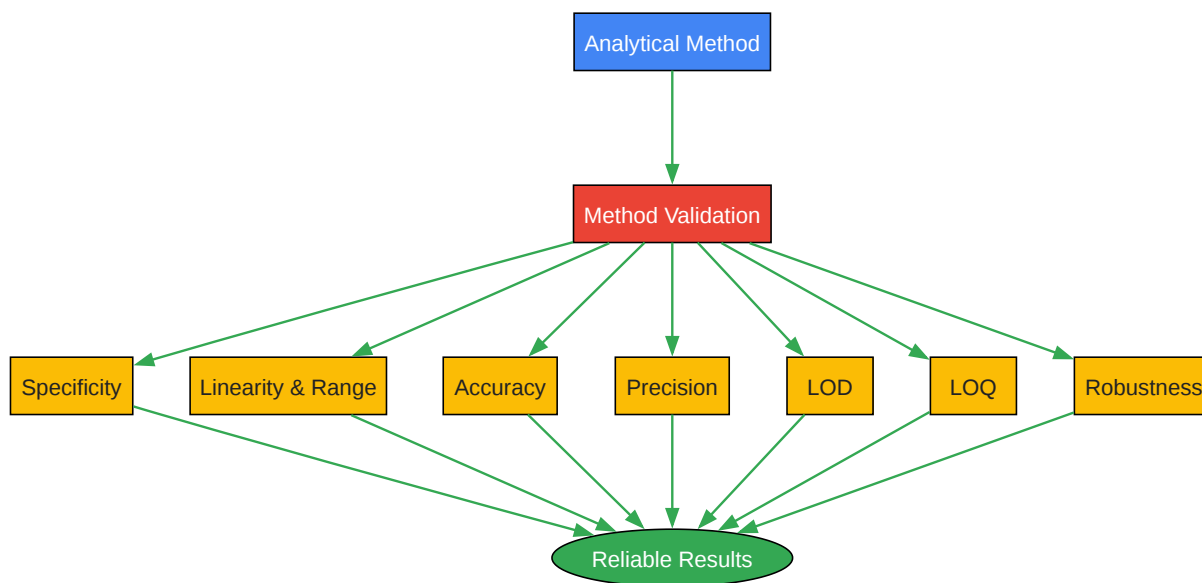 Analytical Method
Method Validation
Specificity
Linearity & Range
Accuracy
Precision
LOD
LOQ
Robustness
Reliable Results